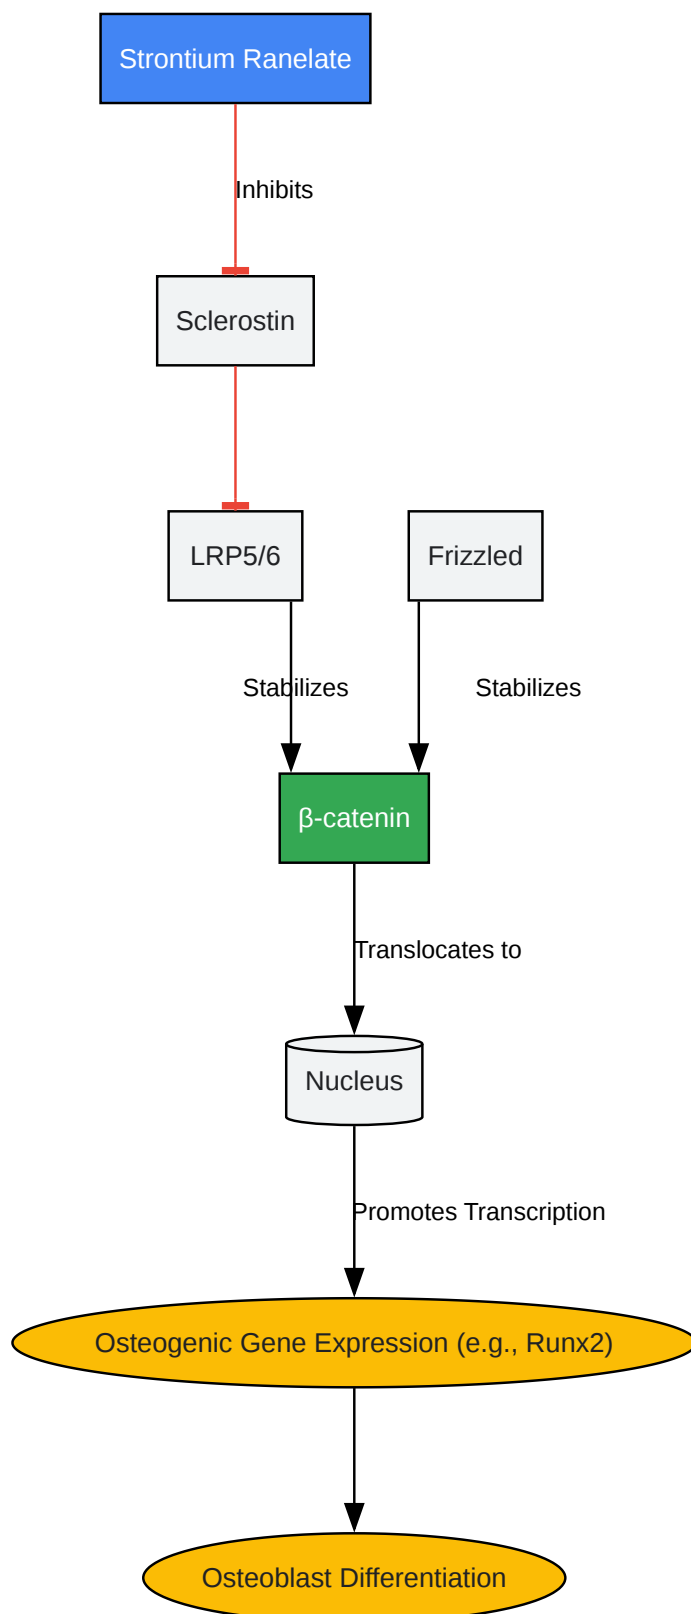 Strontium Ranelate
Inhibits
Sclerostin
LRP5/6
Frizzled
Stabilizes
Stabilizes
β-catenin
Translocates to
Nucleus
Promotes Transcription
Osteogenic Gene Expression (e.g., Runx2)
Osteoblast Differentiation